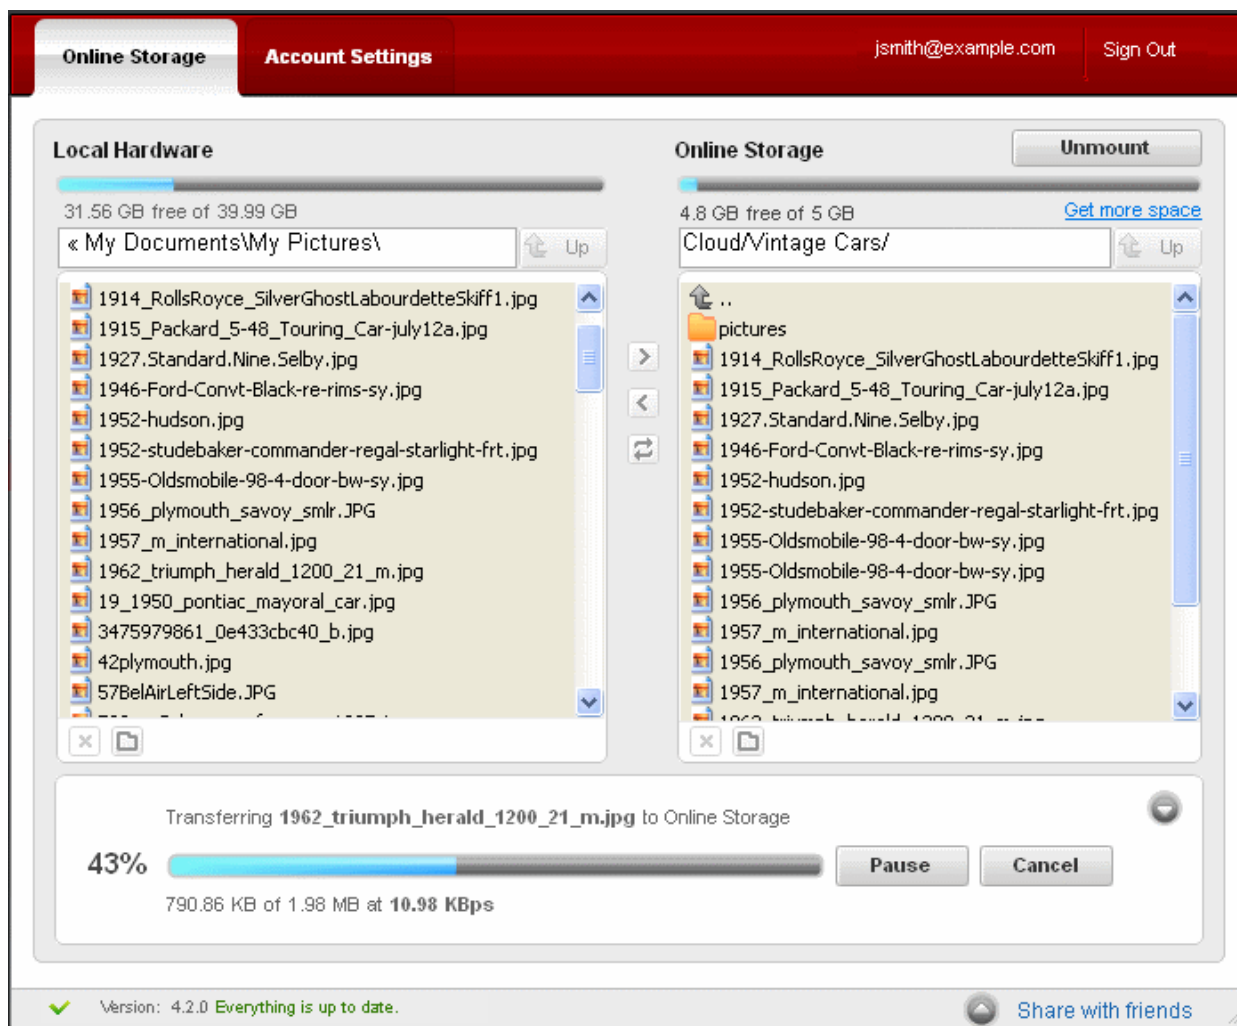 Online Storage
Account Settings
jsmith@example.com
Sign Out
Local Hardware
31.56 GB free of 39.99 GB
« My Documents\My Pictures\
Up
1914_RollsRoyce_SilverGhostLabourdetteSkiff1.jpg
1915_Packard_5-48_Touring_Car-july12a.jpg
1927.Standard.Nine.Selby.jpg
1946-Ford-Convt-Black-re-rims-sy.jpg
1952-hudson.jpg
1952-studebaker-commander-regal-starlight-frt.jpg
1955-Oldsmobile-98-4-door-bw-sy.jpg
1956_plymouth_savoy_smlr.JPG
1957_m_international.jpg
1962_triumph_herald_1200_21_m.jpg
19_1950_pontiac_mayoral_car.jpg
3475979861_0e433cbc40_b.jpg
42plymouth.jpg
57BelAirLeftSide.JPG
Online Storage
Unmount
4.8 GB free of 5 GB
Get more space
Cloud/Vintage Cars/
Up
..
pictures
1914_RollsRoyce_SilverGhostLabourdetteSkiff1.jpg
1915_Packard_5-48_Touring_Car-july12a.jpg
1927.Standard.Nine.Selby.jpg
1946-Ford-Convt-Black-re-rims-sy.jpg
1952-hudson.jpg
1952-studebaker-commander-regal-starlight-frt.jpg
1955-Oldsmobile-98-4-door-bw-sy.jpg
1955-Oldsmobile-98-4-door-bw-sy.jpg
1956_plymouth_savoy_smlr.JPG
1957_m_international.jpg
1956_plymouth_savoy_smlr.JPG
1957_m_international.jpg
1962_triumph_herald_1200_21_m.jpg
Transferring 1962_triumph_herald_1200_21_m.jpg to Online Storage
43%
Pause
Cancel
790.86 KB of 1.98 MB at 10.98 KBps
Version: 4.2.0 Everything is up to date.
Share with friends